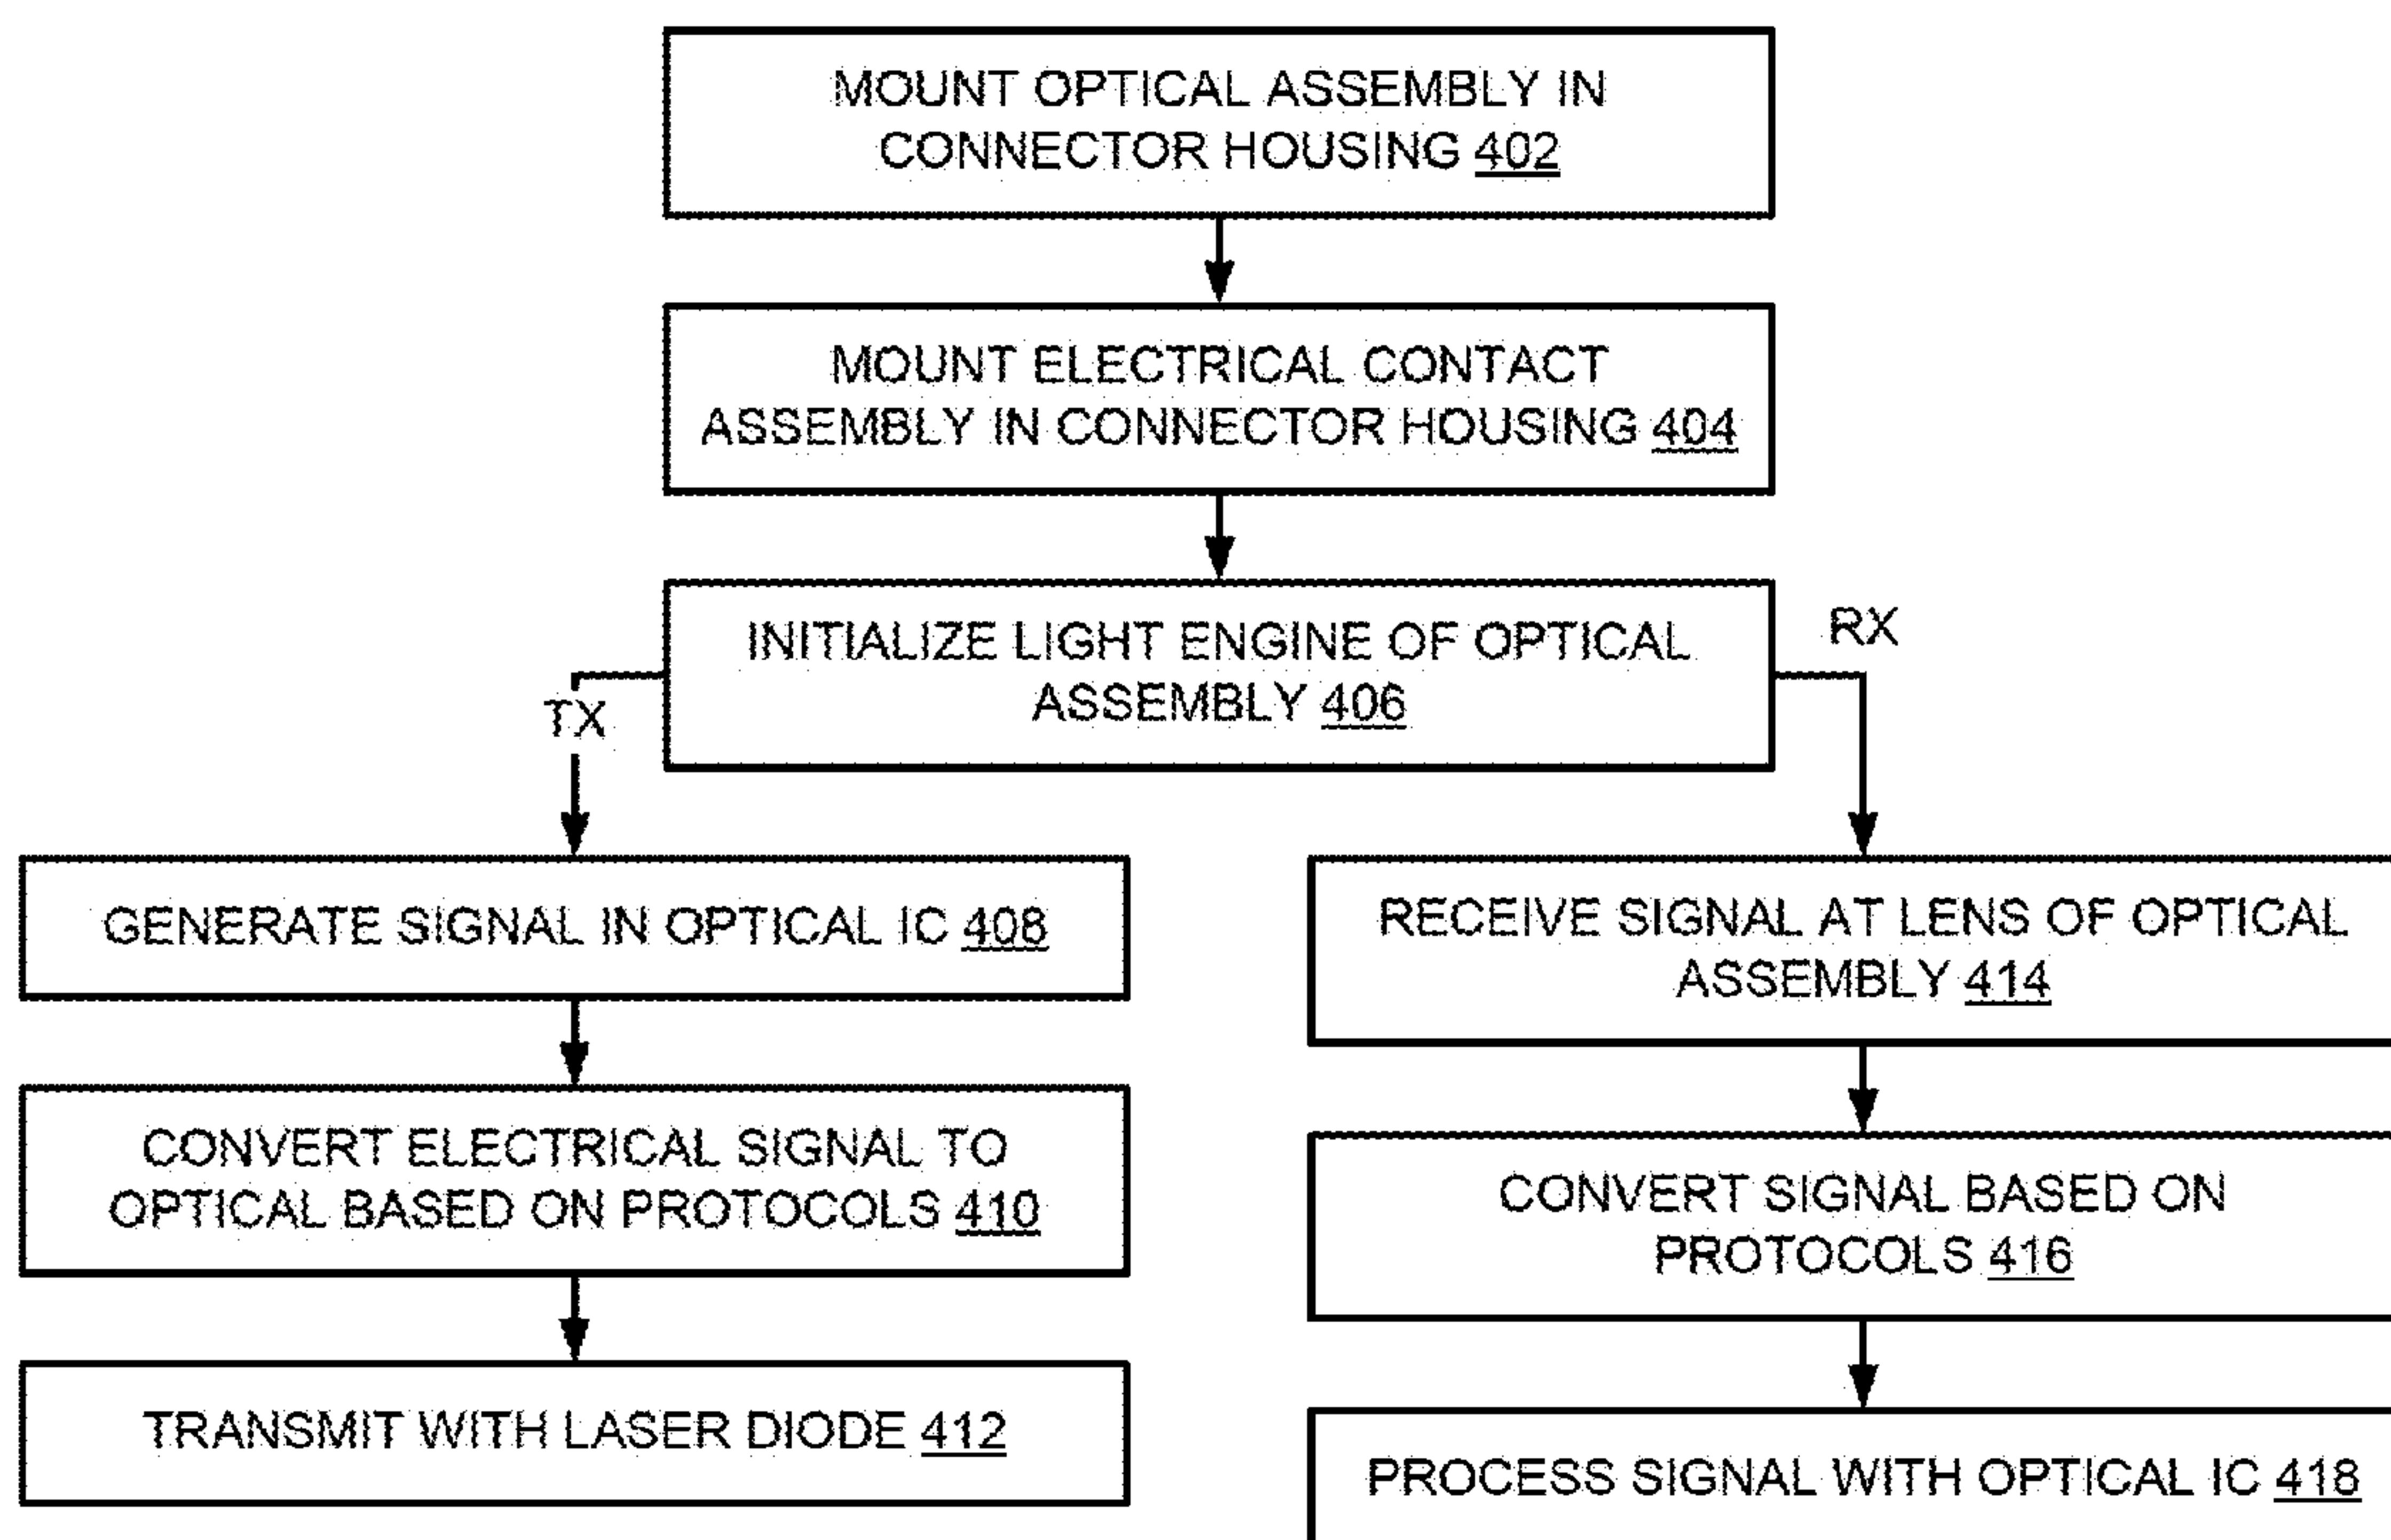 MOUNT OPTICAL ASSEMBLY IN
CONNECTOR HOUSING 402
MOUNT ELECTRICAL CONTACT
ASSEMBLY IN CONNECTOR HOUSING 404
INITIALIZE LIGHT ENGINE OF OPTICAL
ASSEMBLY 406
TX
RX
GENERATE SIGNAL IN OPTICAL IC 408
CONVERT ELECTRICAL SIGNAL TO
OPTICAL BASED ON PROTOCOLS 410
TRANSMIT WITH LASER DIODE 412
RECEIVE SIGNAL AT LENS OF OPTICAL
ASSEMBLY 414
CONVERT SIGNAL BASED ON
PROTOCOLS 416
PROCESS SIGNAL WITH OPTICAL IC 418